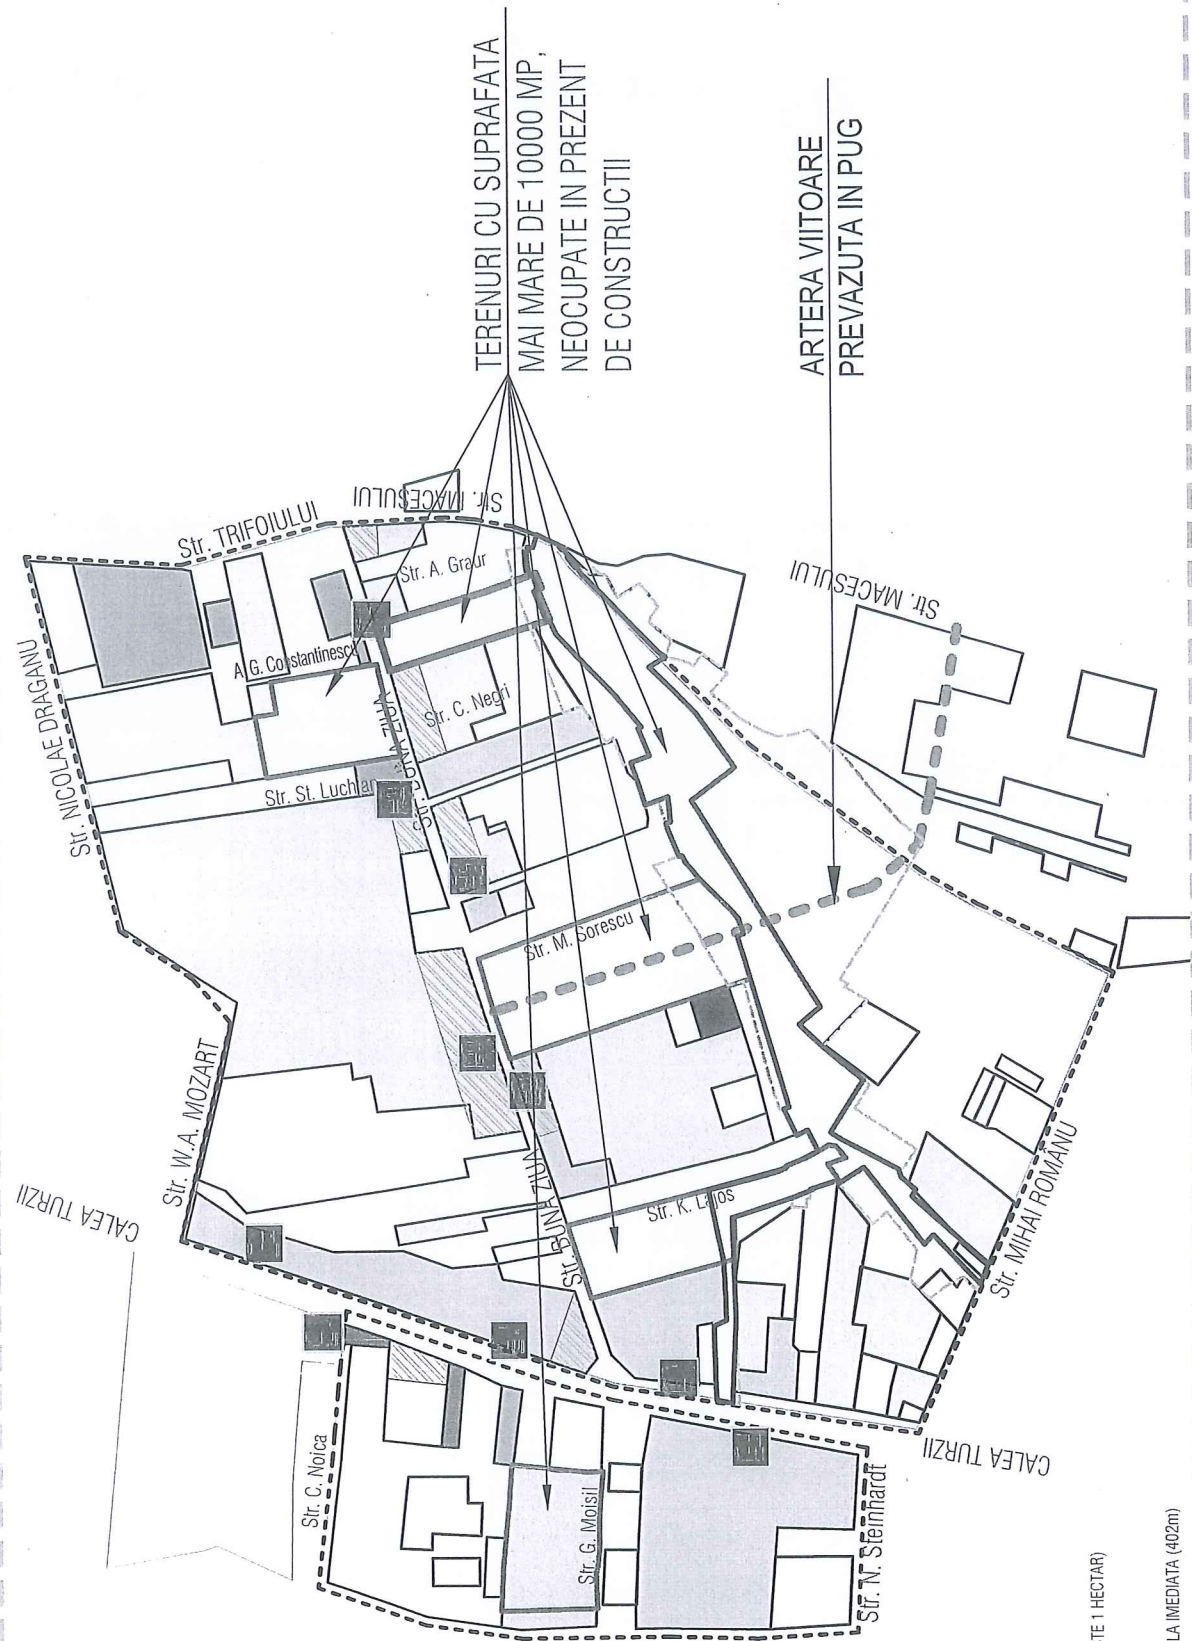 TERENURI CU SUPRAFATA
MAI MARE DE 10000 MP,
NEOCUPATE IN PREZENT
DE CONSTRUCTII
ARTERA VIITOARE
PREVAZUTA IN PUG
Str. TRIFOIULUI
Str. MACESULUI
Str. NICOLAE DRAGANU
Str. A. Graur
A.G. Constantinescu
Str. C. Negri
Str. St. Luchian
Str. MACESULUI
Str. M. Sorescu
Str. W.A. MOZART
CALEA TURZII
Str. BUNA ZIUA
Str. K. Lajos
Str. MIHAI ROMÂNU
Str. C. Noica
Str. G. Moisil
Str. N. Steinhardt
CALEA TURZII
TE 1 HECTAR)
LA IMEDIATA (402m)